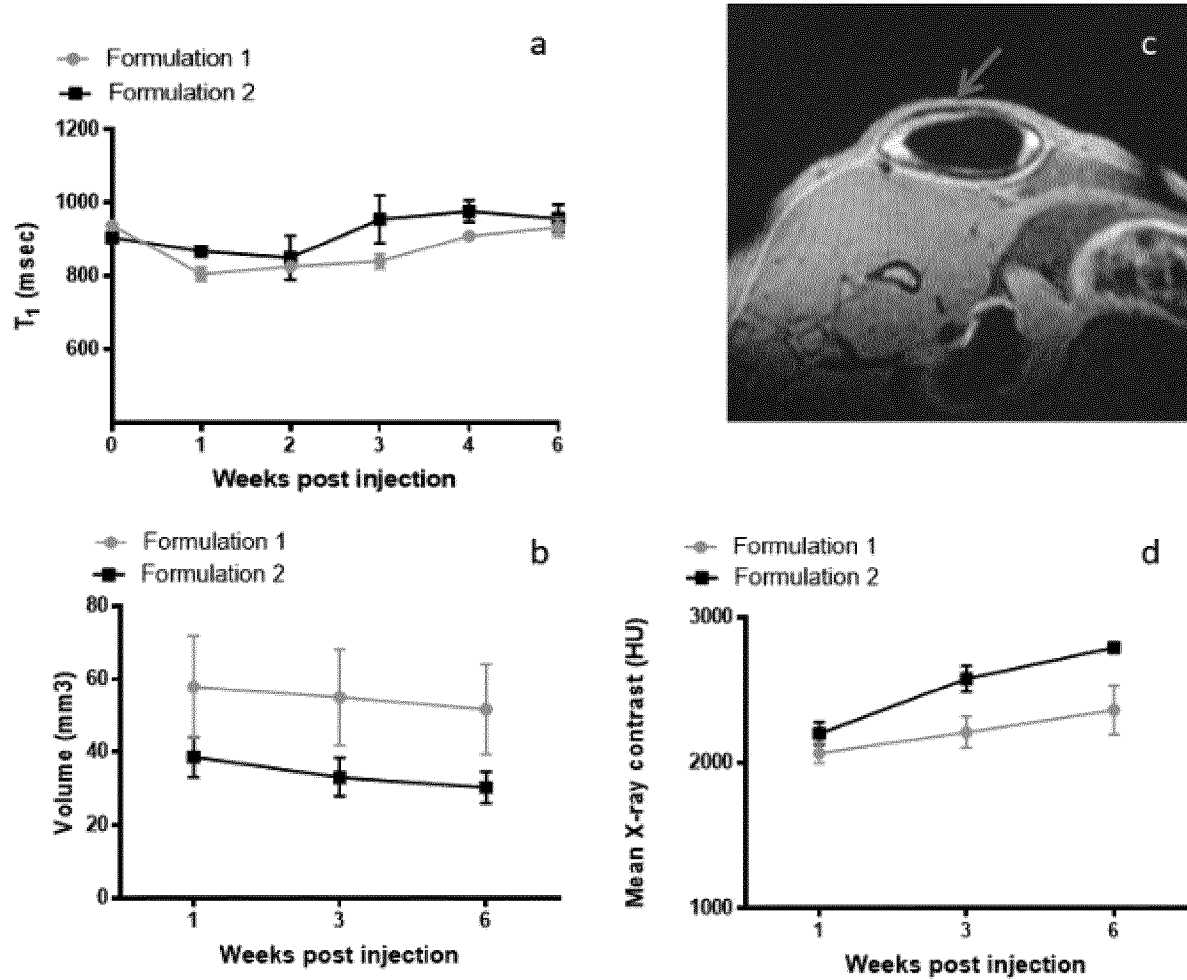 a
Formulation 1
Formulation 2
1200
1000
800
600
T1 (msec)
0 1 2 3 4 6
Weeks post injection
c
b
Formulation 1
Formulation 2
80
60
40
20
0
Volume (mm3)
1 3 6
Weeks post injection
d
Formulation 1
Formulation 2
3000
2000
1000
Mean X-ray contrast (HU)
1 3 6
Weeks post injection